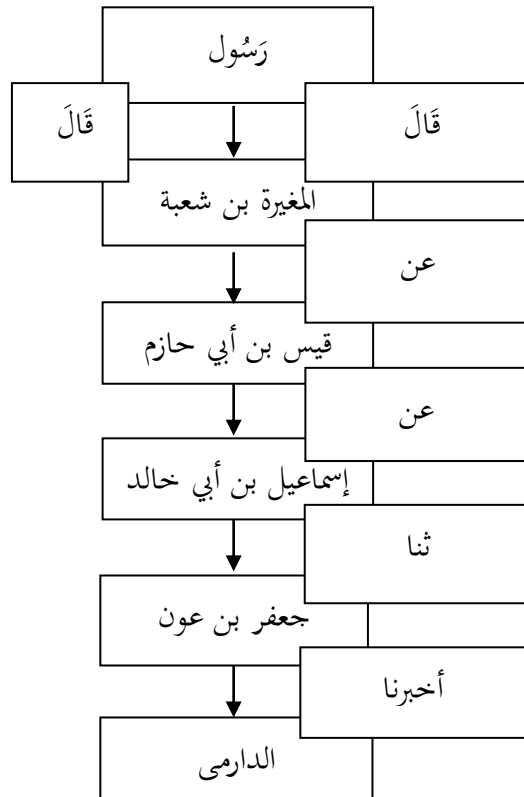 رَسُول
قَالَ
قَالَ
المغيرة بن شعبة
عن
قيس بن أبي حازم
عن
إسماعيل بن أبي خالد
ثنا
جعفر بن عون
أخبرنا
الدارمى